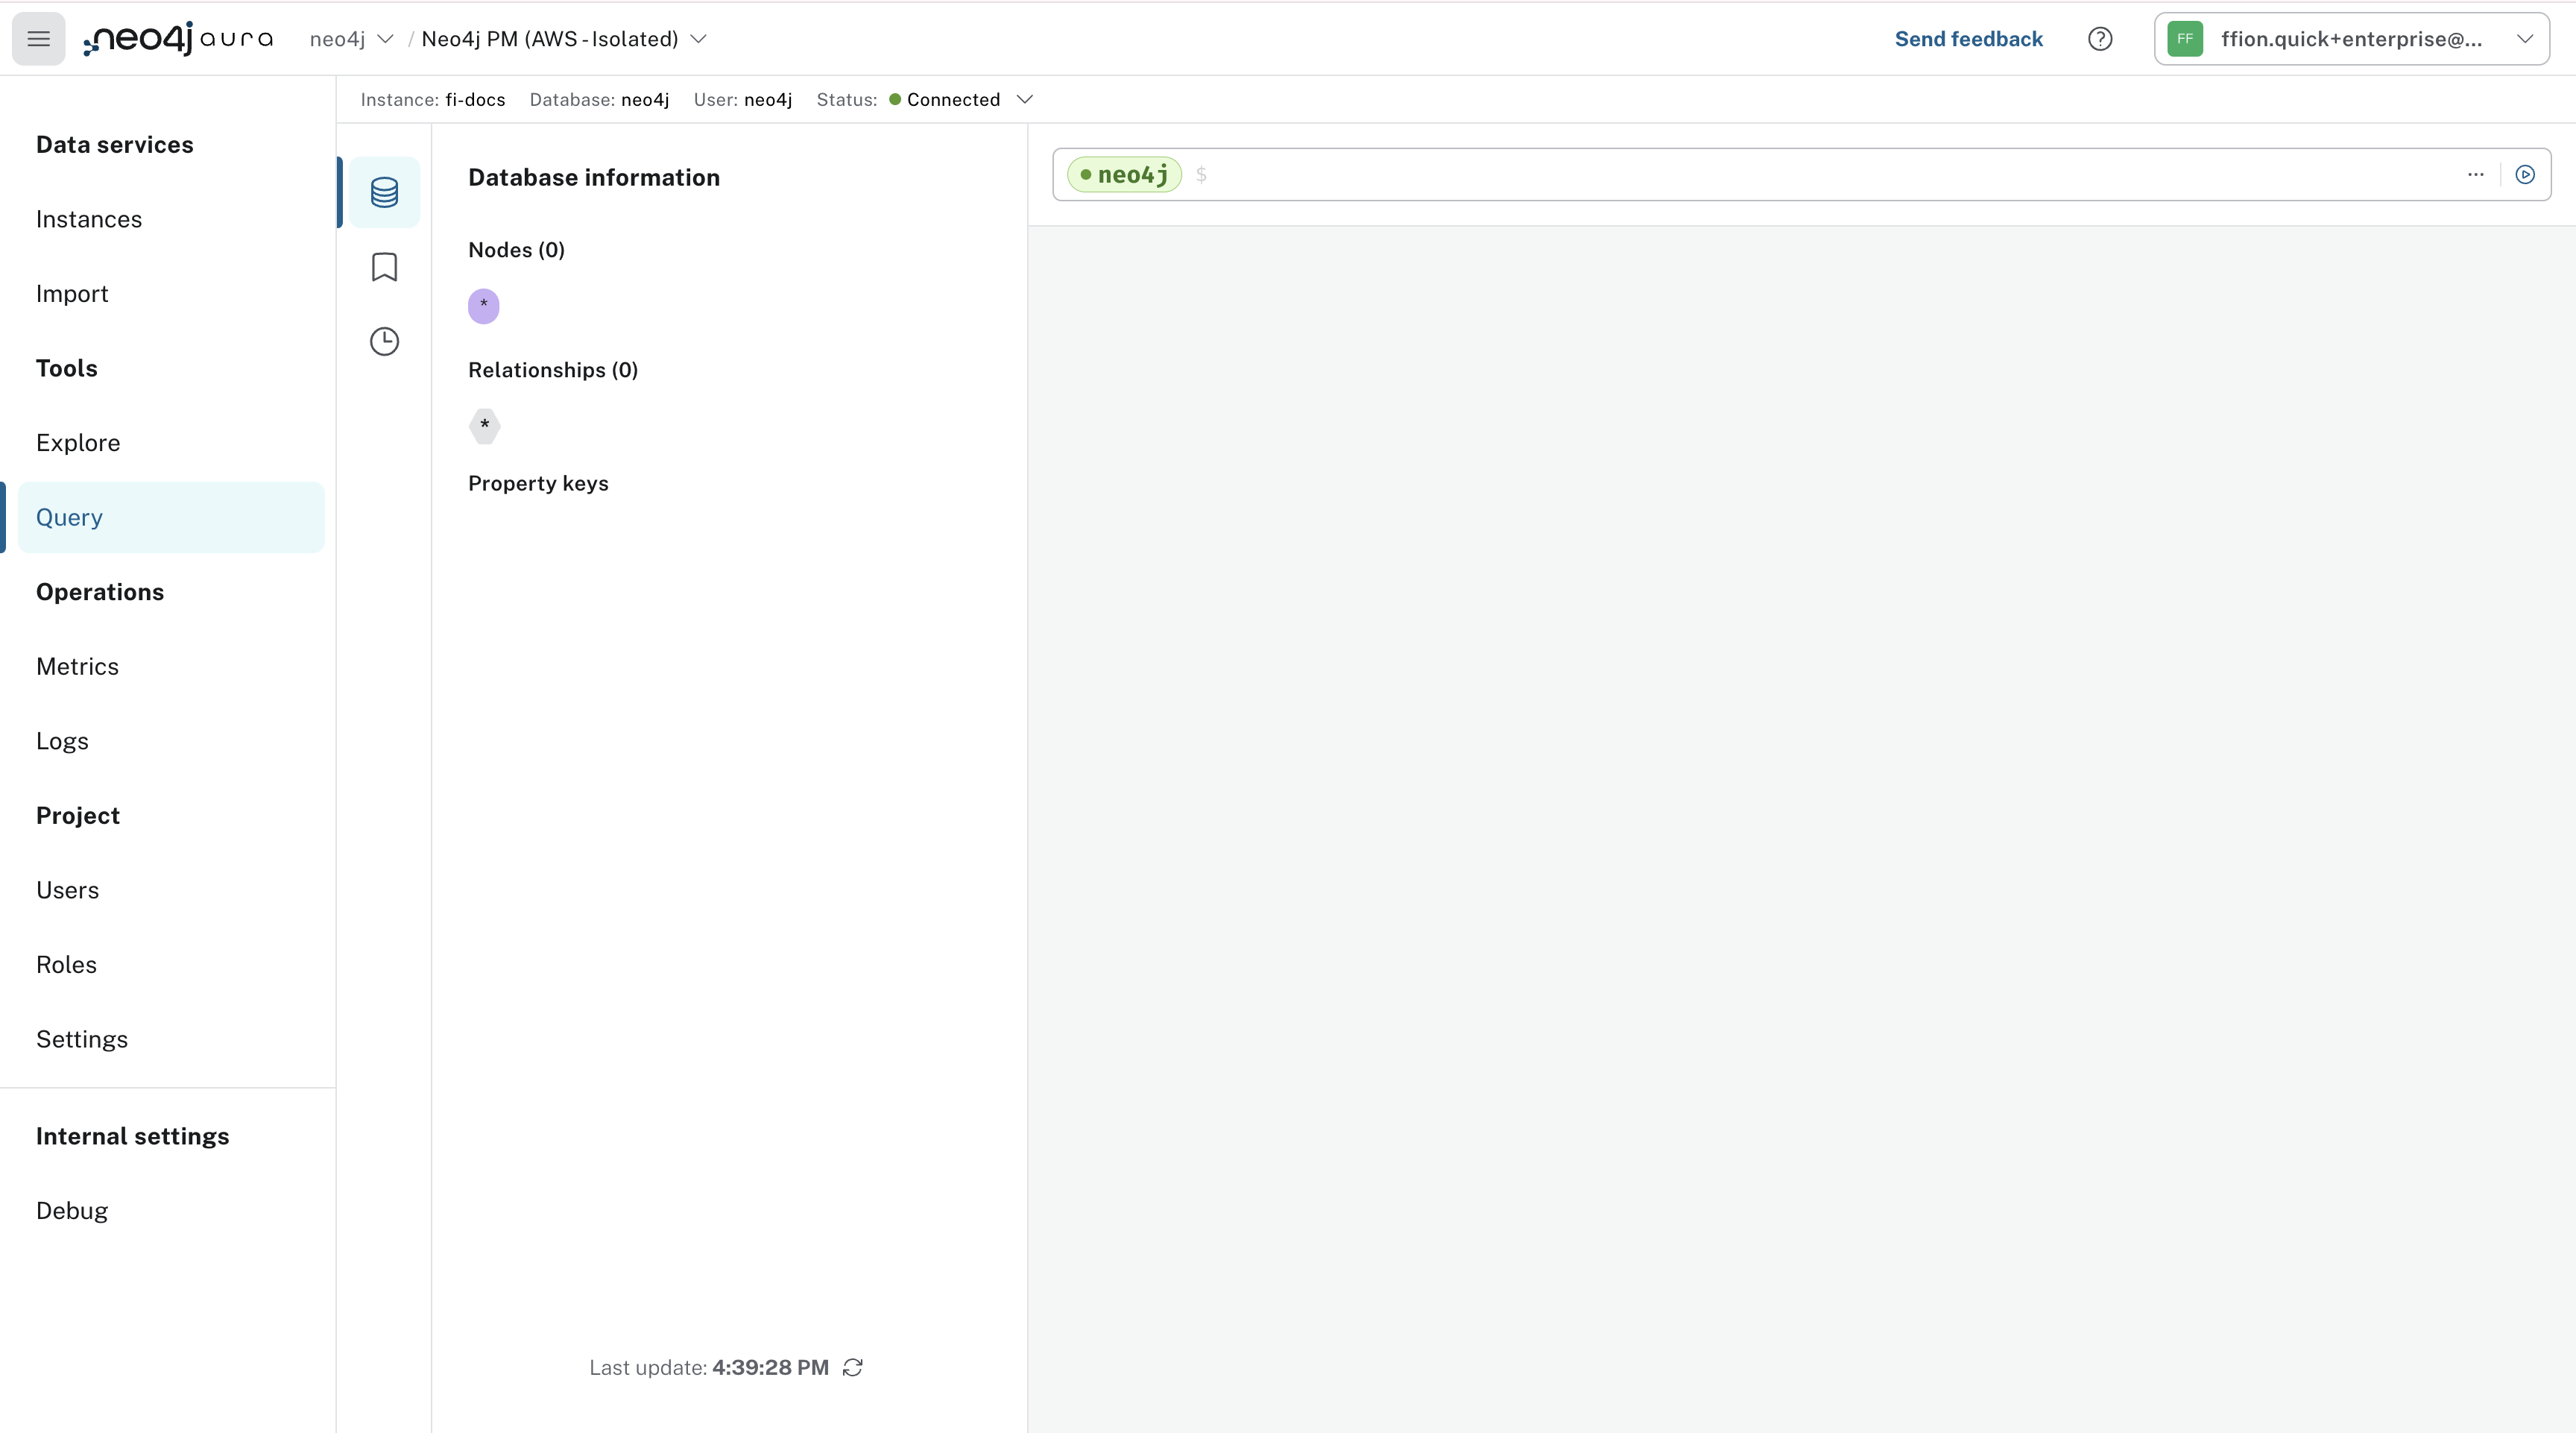 neo4j aura neo4j / Neo4j PM (AWS - Isolated) Send feedback ? FF ffion.quick+enterprise@...
Instance: fi-docs Database: neo4j User: neo4j Status: Connected
Data services
Instances
Import
Tools
Explore
Query
Operations
Metrics
Logs
Project
Users
Roles
Settings
Internal settings
Debug
Database information
Nodes (0)
*
Relationships (0)
*
Property keys
Last update: 4:39:28 PM
neo4j $ ...